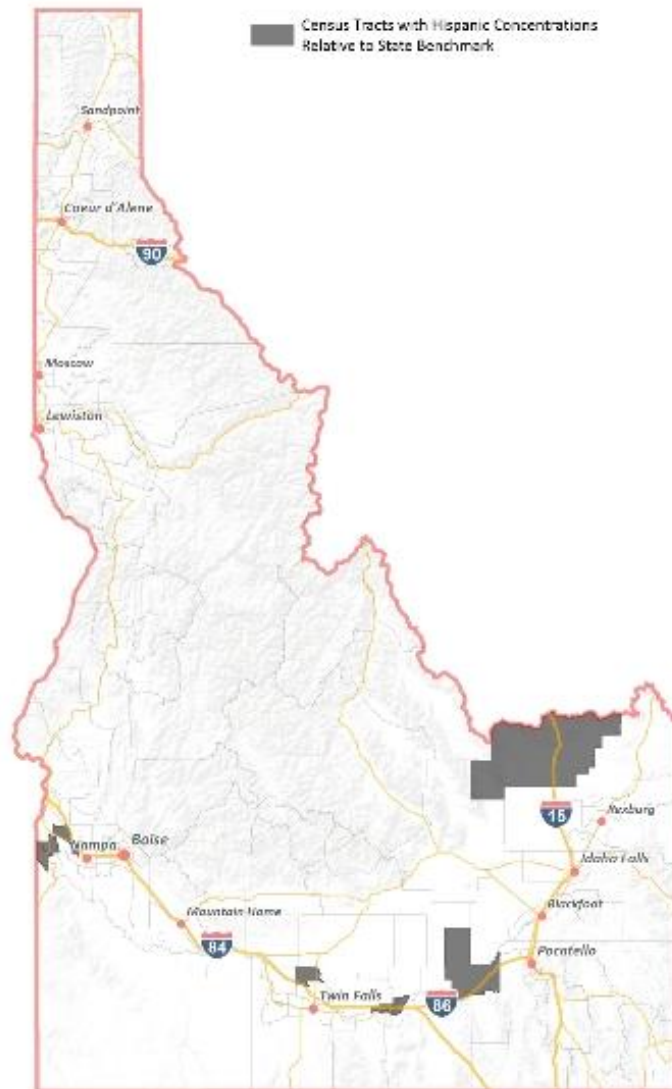 Census Tracts with Hispanic Concentrations
Relative to State Benchmark
Sandpoint
Coeur d'Alene
90
Moscow
Lewiston
15
Rexburg
Nampa
Boise
Idaho Falls
Blackfoot
Mountain Home
84
Pocatello
Twin Falls
86